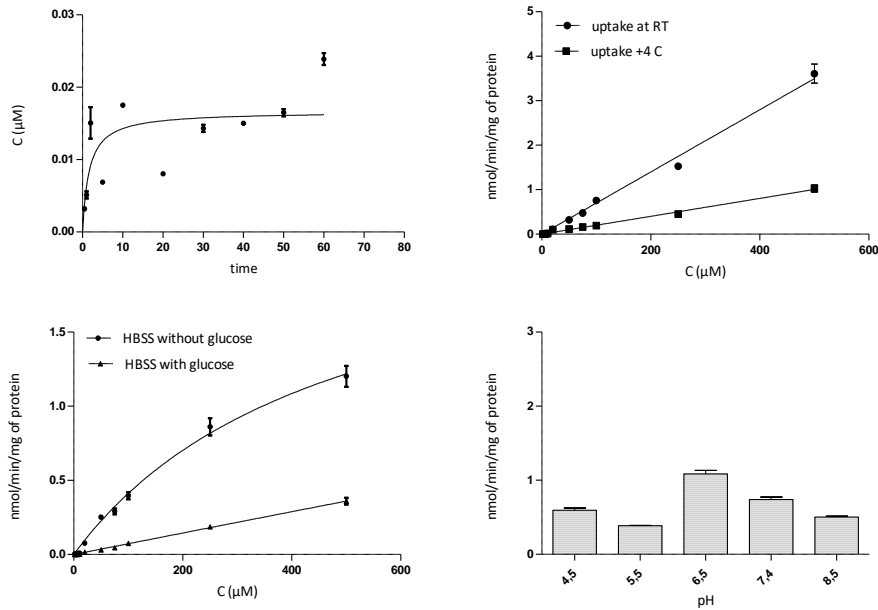 0.03
0.02
0.01
0.00
C (µM)
0 10 20 30 40 50 60 70 80
time
uptake at RT
uptake +4 C
5
4
3
2
1
0
nmol/min/mg of protein
0 200 400 600
C (µM)
HBSS without glucose
HBSS with glucose
1.5
1.0
0.5
0.0
nmol/min/mg of protein
0 200 400 600
C (µM)
3
2
1
0
nmol/min/mg of protein
4,5 5,5 6,5 7,4 8,5
pH